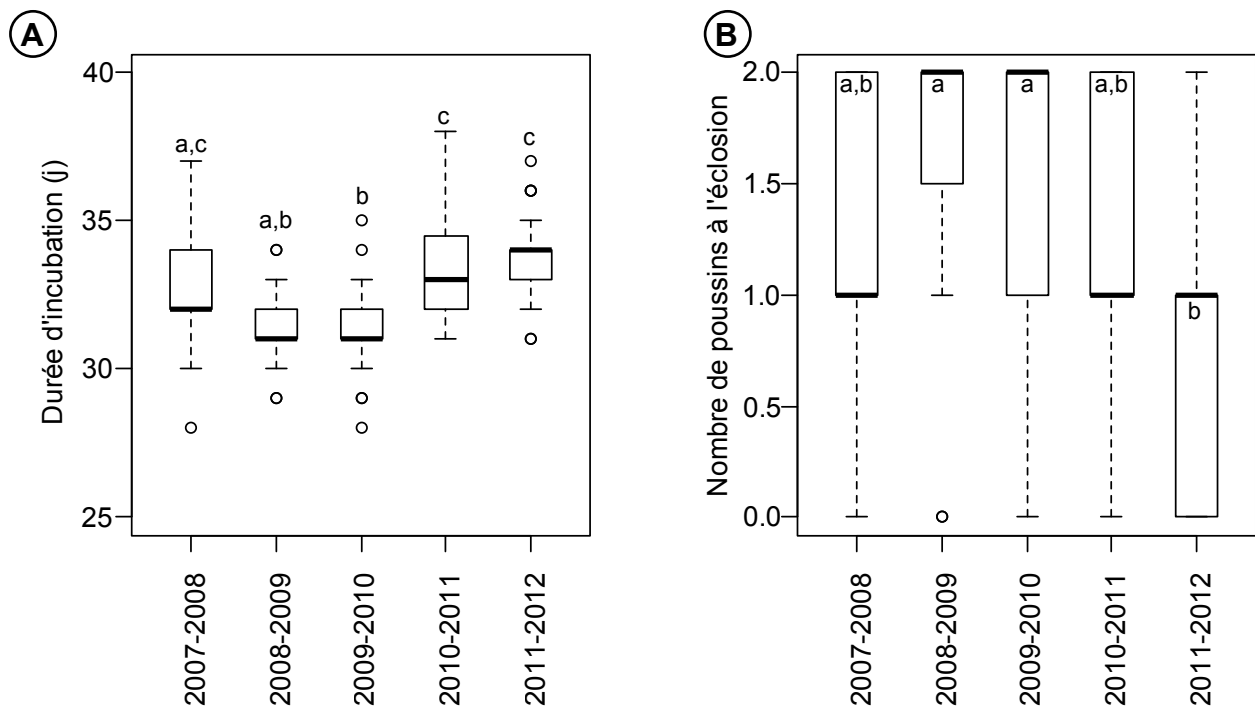 A
Durée d'incubation (j)
40
35
30
25
a,c
a,b
b
c
c
2007-2008
2008-2009
2009-2010
2010-2011
2011-2012
B
Nombre de poussins à l'éclosion
2.0
1.5
1.0
0.5
0.0
a,b
a
a
a,b
b
2007-2008
2008-2009
2009-2010
2010-2011
2011-2012